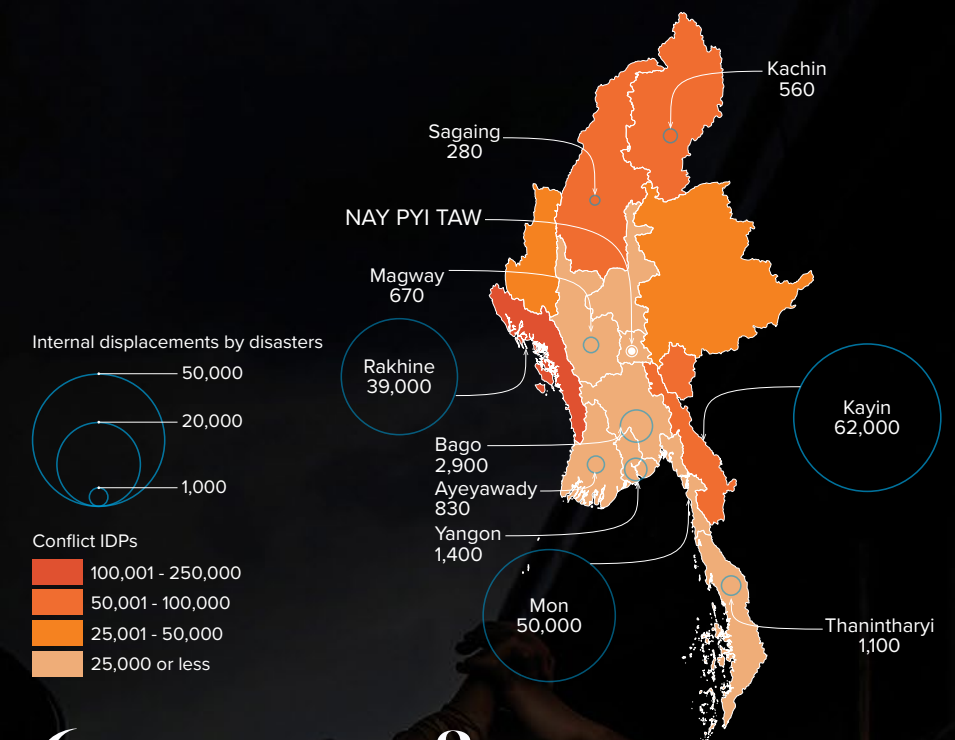 Kachin
560
Sagaing
280
NAY PYI TAW
Magway
670
Internal displacements by disasters
50,000
20,000
1,000
Rakhine
39,000
Kayin
62,000
Bago
2,900
Ayeyawady
830
Yangon
1,400
Conflict IDPs
100,001 - 250,000
50,001 - 100,000
25,001 - 50,000
25,000 or less
Mon
50,000
Thanintharyi
1,100